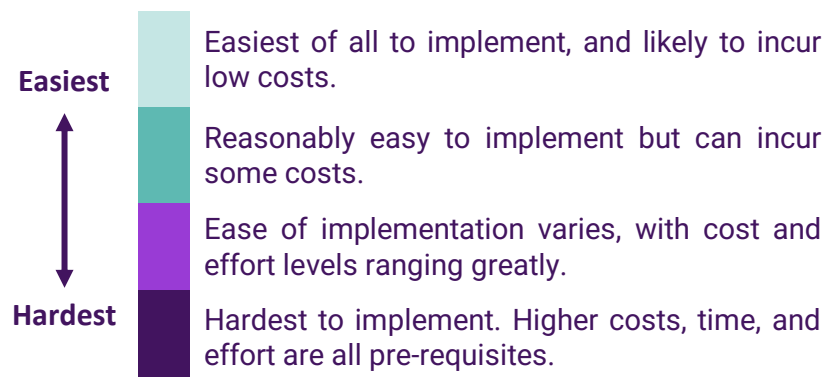 Easiest of all to implement, and likely to incur
low costs.
Easiest
Reasonably easy to implement but can incur
some costs.
Ease of implementation varies, with cost and
effort levels ranging greatly.
Hardest
Hardest to implement. Higher costs, time, and
effort are all pre-requisites.